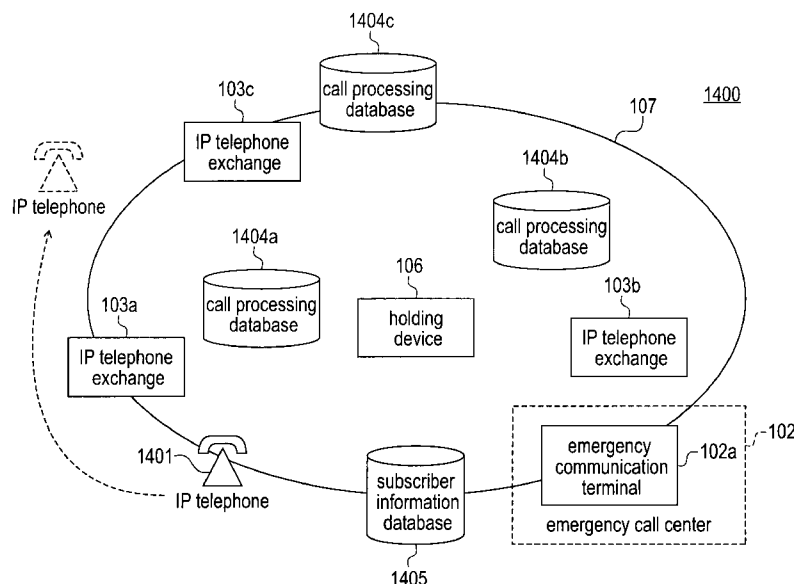 1404c
call processing
database
1400
103c
IP telephone
exchange
107
IP telephone
1404b
call processing
database
1404a
call processing
database
106
holding
device
103a
IP telephone
exchange
103b
IP telephone
exchange
1401
IP telephone
subscriber
information
database
1405
emergency
communication
terminal
102a
102
emergency call center